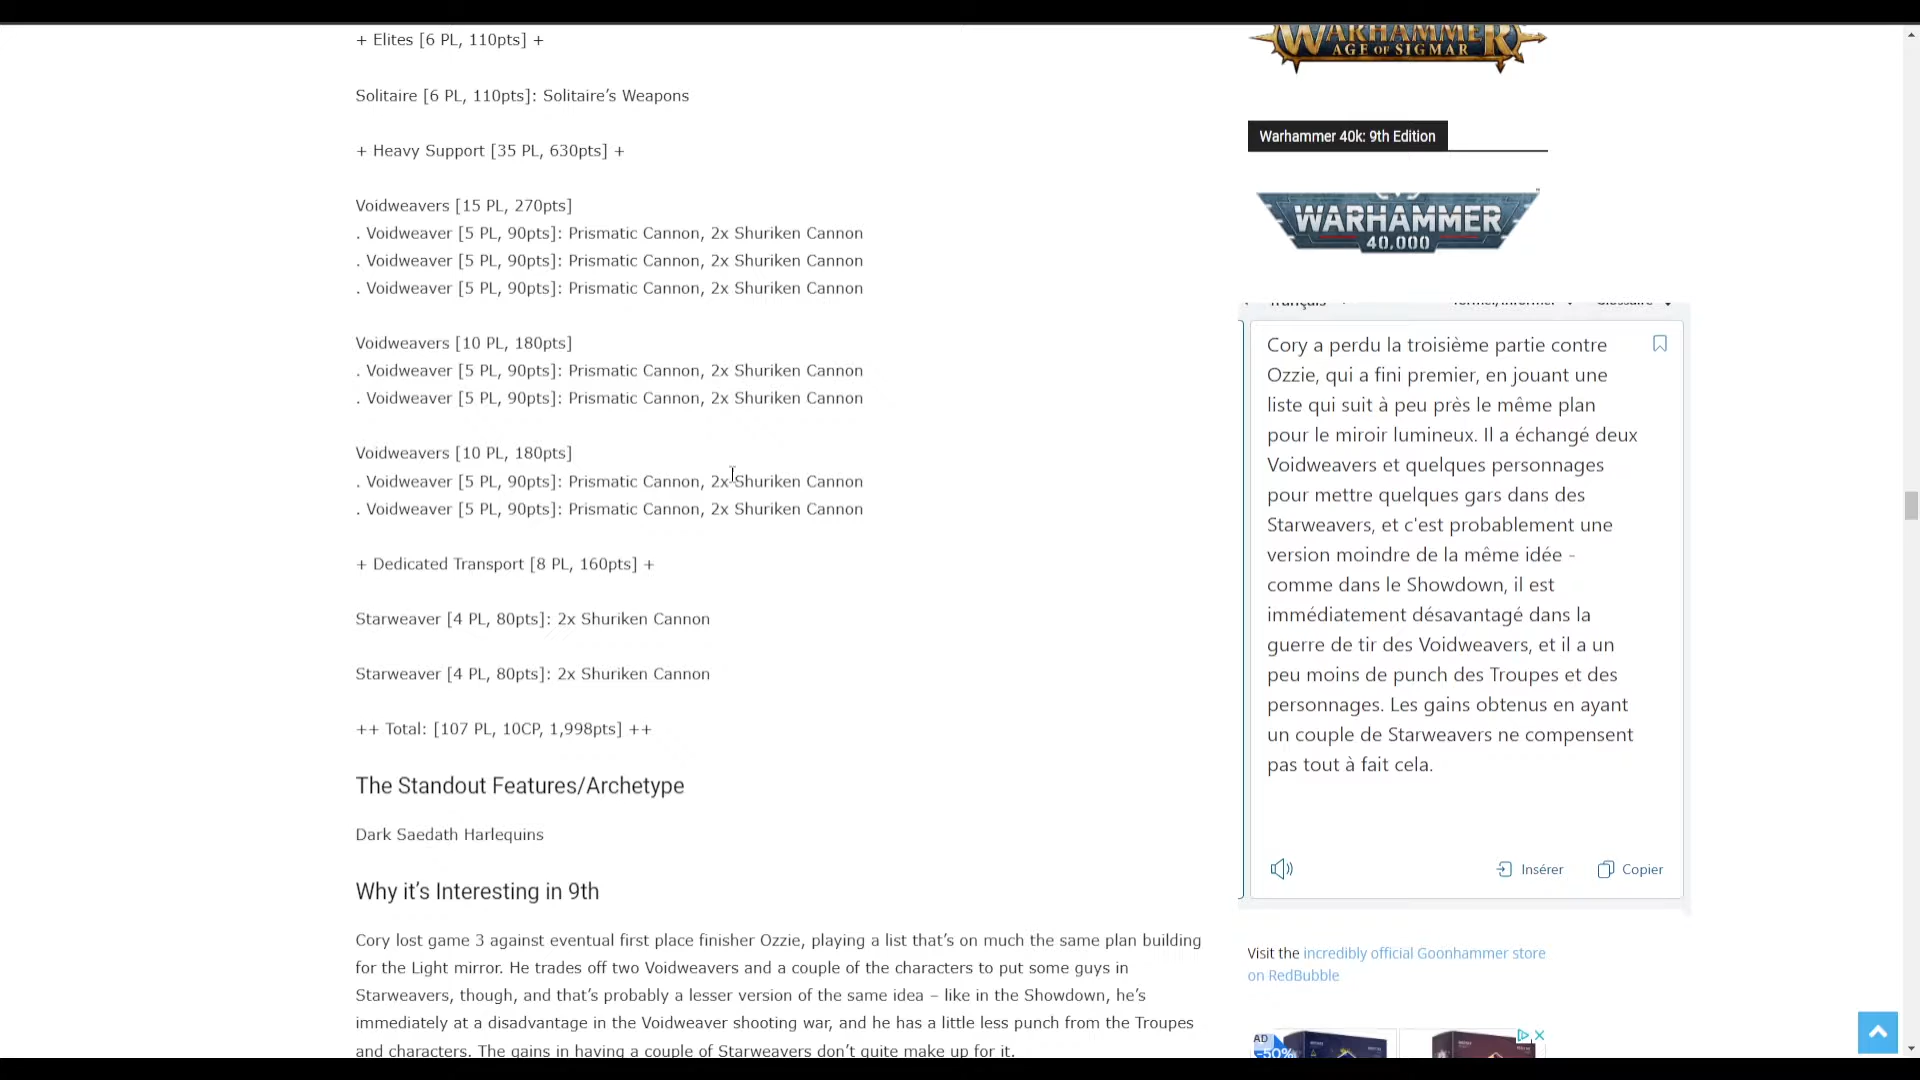 + Elites [6 PL, 110pts] +
Solitaire [6 PL, 110pts]: Solitaire’s Weapons
+ Heavy Support [35 PL, 630pts] +
Voidweavers [15 PL, 270pts]
. Voidweaver [5 PL, 90pts]: Prismatic Cannon, 2x Shuriken Cannon
. Voidweaver [5 PL, 90pts]: Prismatic Cannon, 2x Shuriken Cannon
. Voidweaver [5 PL, 90pts]: Prismatic Cannon, 2x Shuriken Cannon
Voidweavers [10 PL, 180pts]
. Voidweaver [5 PL, 90pts]: Prismatic Cannon, 2x Shuriken Cannon
. Voidweaver [5 PL, 90pts]: Prismatic Cannon, 2x Shuriken Cannon
Voidweavers [10 PL, 180pts]
. Voidweaver [5 PL, 90pts]: Prismatic Cannon, 2x Shuriken Cannon
. Voidweaver [5 PL, 90pts]: Prismatic Cannon, 2x Shuriken Cannon
+ Dedicated Transport [8 PL, 160pts] +
Starweaver [4 PL, 80pts]: 2x Shuriken Cannon
Starweaver [4 PL, 80pts]: 2x Shuriken Cannon
++ Total: [107 PL, 10CP, 1,998pts] ++
The Standout Features/Archetype
Dark Saedath Harlequins
Why it’s Interesting in 9th
Cory lost game 3 against eventual first place finisher Ozzie, playing a list that’s on much the same plan building
for the Light mirror. He trades off two Voidweavers and a couple of the characters to put some guys in
Starweavers, though, and that’s probably a lesser version of the same idea – like in the Showdown, he’s
immediately at a disadvantage in the Voidweaver shooting war, and he has a little less punch from the Troupes
and characters. The gains in having a couple of Starweavers don’t quite make up for it.
WARHAMMER
AGE OF SIGMAR
Warhammer 40k: 9th Edition
WARHAMMER
40,000
français
Glossaire
Cory a perdu la troisième partie contre
Ozzie, qui a fini premier, en jouant une
liste qui suit à peu près le même plan
pour le miroir lumineux. Il a échangé deux
Voidweavers et quelques personnages
pour mettre quelques gars dans des
Starweavers, et c'est probablement une
version moindre de la même idée -
comme dans le Showdown, il est
immédiatement désavantagé dans la
guerre de tir des Voidweavers, et il a un
peu moins de punch des Troupes et des
personnages. Les gains obtenus en ayant
un couple de Starweavers ne compensent
pas tout à fait cela.
Insérer
Copier
Visit the incredibly official Goonhammer store
on RedBubble
AD
-50%